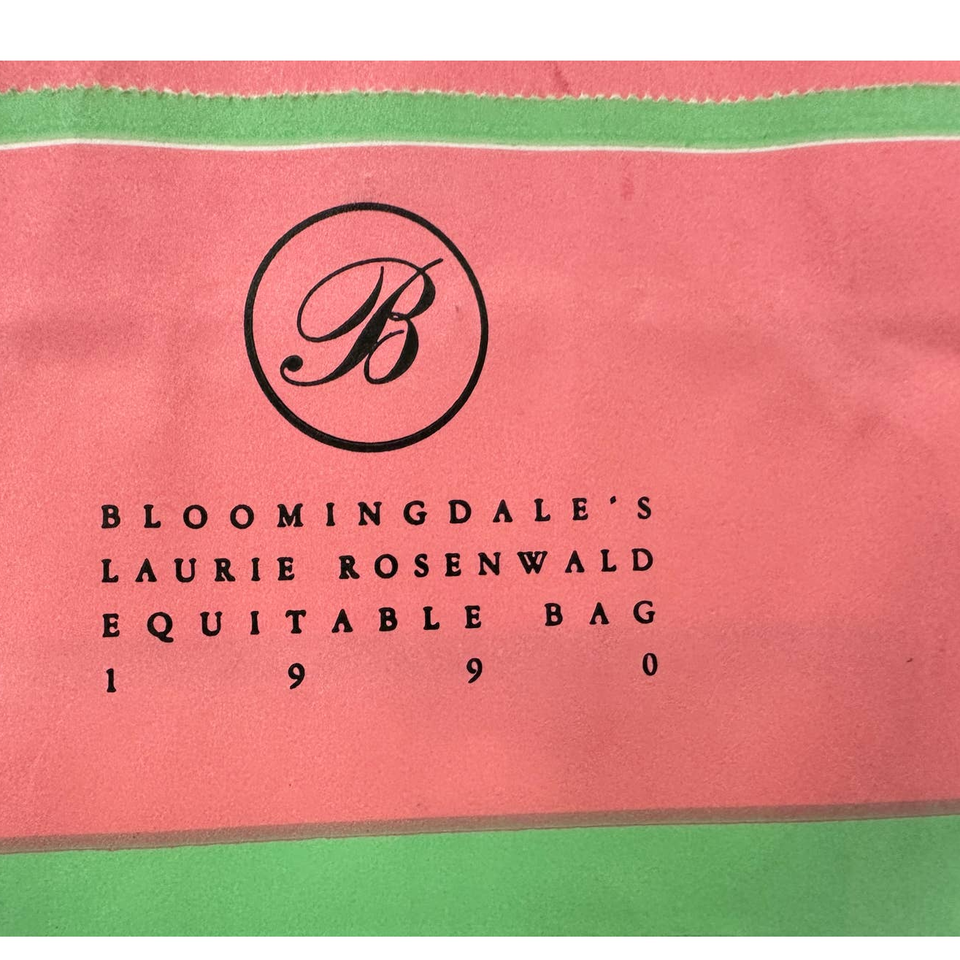 B
BLOOMINGDALE'S
LAURIE ROSENWALD
EQUITABLE BAG
1990